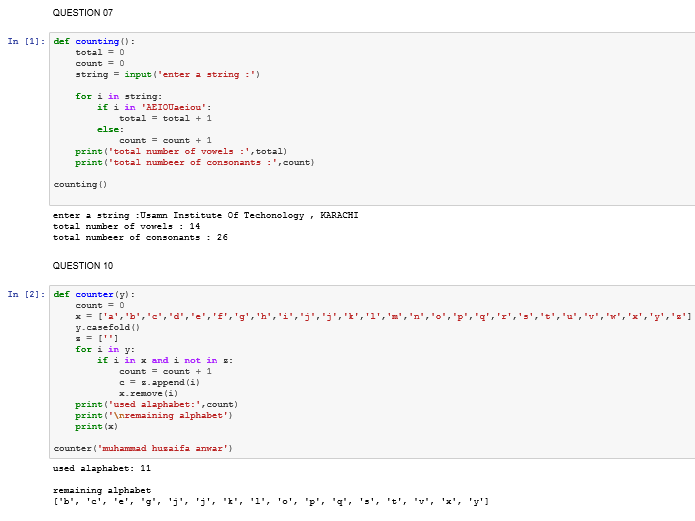 QUESTION 07
In [1]: def counting():
    total = 0
    count = 0
    string = input('enter a string :')

    for i in string:
        if i in 'AEIOUaeiou':
            total = total + 1
        else:
            count = count + 1
    print('total number of vowels :',total)
    print('total numbeer of consonants :',count)

counting()

enter a string :Usamn Institute Of Techonology , KARACHI
total number of vowels : 14
total numbeer of consonants : 26

QUESTION 10
In [2]: def counter(y):
    count = 0
    x = ['a','b','c','d','e','f','g','h','i','j','j','k','l','m','n','o','p','q','r','s','t','u','v','w','x','y','z']
    y.casefold()
    z = ['']
    for i in y:
        if i in x and i not in z:
            count = count + 1
            c = z.append(i)
            x.remove(i)
    print('used alaphabet:',count)
    print('\nremaining alphabet')
    print(x)

counter('muhammad huzaifa anwar')

used alaphabet: 11

remaining alphabet
['b', 'c', 'e', 'g', 'j', 'j', 'k', 'l', 'o', 'p', 'q', 's', 't', 'v', 'x', 'y']